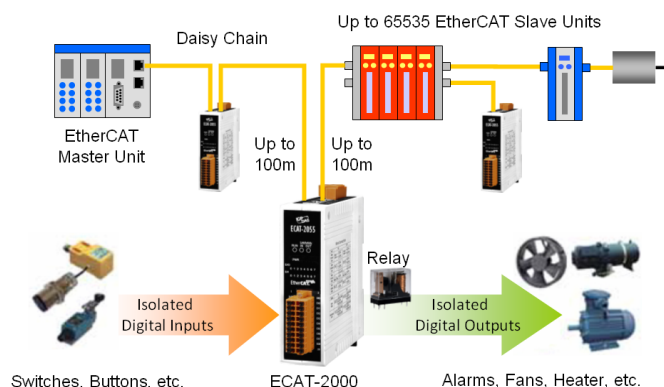 Up to 65535 EtherCAT Slave Units
Daisy Chain
EtherCAT
Master Unit
Up to
100m
Up to
100m
ECAT-2055
EtherCAT
Relay
Isolated
Digital Inputs
Isolated
Digital Outputs
Switches, Buttons, etc.
ECAT-2000
Alarms, Fans, Heater, etc.